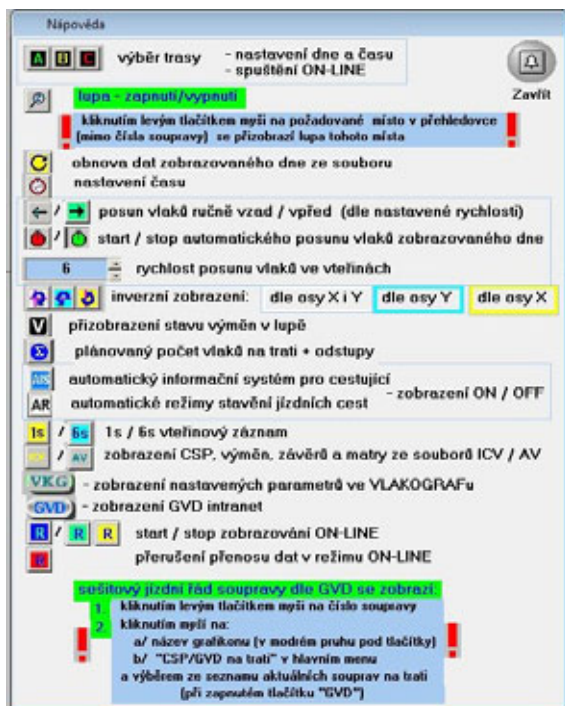 Nápověda
A B C výběr trasy - nastavení dne a času
- spuštění ON-LINE
Zavřít
lupa - zapnutí/vypnutí
! kliknutím levým tlačítkem myši na požadované místo v přehledovce !
(mimo čísla soupravy) se přizobrazí lupa tohoto místa
obnova dat zobrazovaného dne ze souboru
nastavení času
/ posun vlaků ručně vzad / vpřed (dle nastavené rychlosti)
/ start / stop automatického posunu vlaků zobrazovaného dne
6 rychlost posunu vlaků ve vteřinách
inverzní zobrazení: dle osy X i Y dle osy Y dle osy X
V přizobrazení stavu výměn v lupě
Σ plánovaný počet vlaků na trati + odstupy
AIS automatický informační systém pro cestující
- zobrazení ON / OFF
AR automatické režimy stavění jízdních cest
1s / 6s 1s / 6s vteřinový záznam
/ AV zobrazení CSP, výměn, závěrů a matry ze souborů ICV / AV
VKG - zobrazení nastavených parametrů ve VLAKOGRAFu
GVD - zobrazení GVD intranet
R / R R start / stop zobrazování ON-LINE
R přerušení přenosu dat v režimu ON-LINE
sešitový jízdní řád soupravy dle GVD se zobrazí:
1. kliknutím levým tlačítkem myši na číslo soupravy
2. kliknutím myší na:
! a/ název grafikonu (v modrém pruhu pod tlačítky) !
b/ "CSP/GVD na trati" v hlavním menu
a výběrem ze seznamu aktuálních souprav na trati
(při zapnutém tlačítku "GVD")